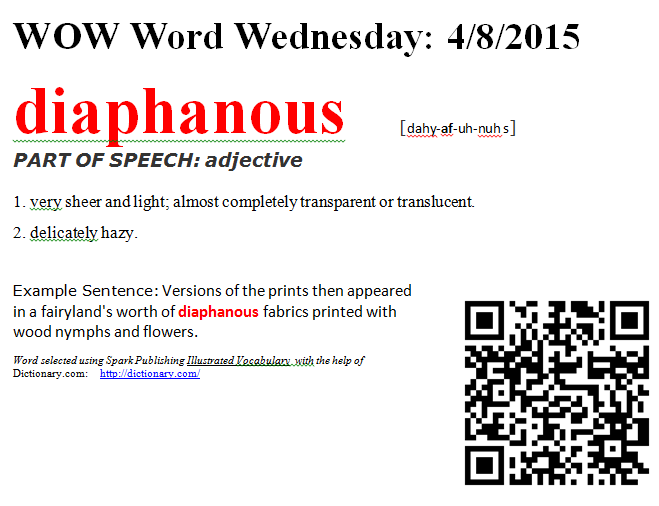 WOW Word Wednesday: 4/8/2015
diaphanous [dahy-af-uh-nuhs]
PART OF SPEECH: adjective
1. very sheer and light; almost completely transparent or translucent.
2. delicately hazy.
Example Sentence: Versions of the prints then appeared
in a fairyland's worth of diaphanous fabrics printed with
wood nymphs and flowers.
Word selected using Spark Publishing Illustrated Vocabulary, with the help of
Dictionary.com: http://dictionary.com/